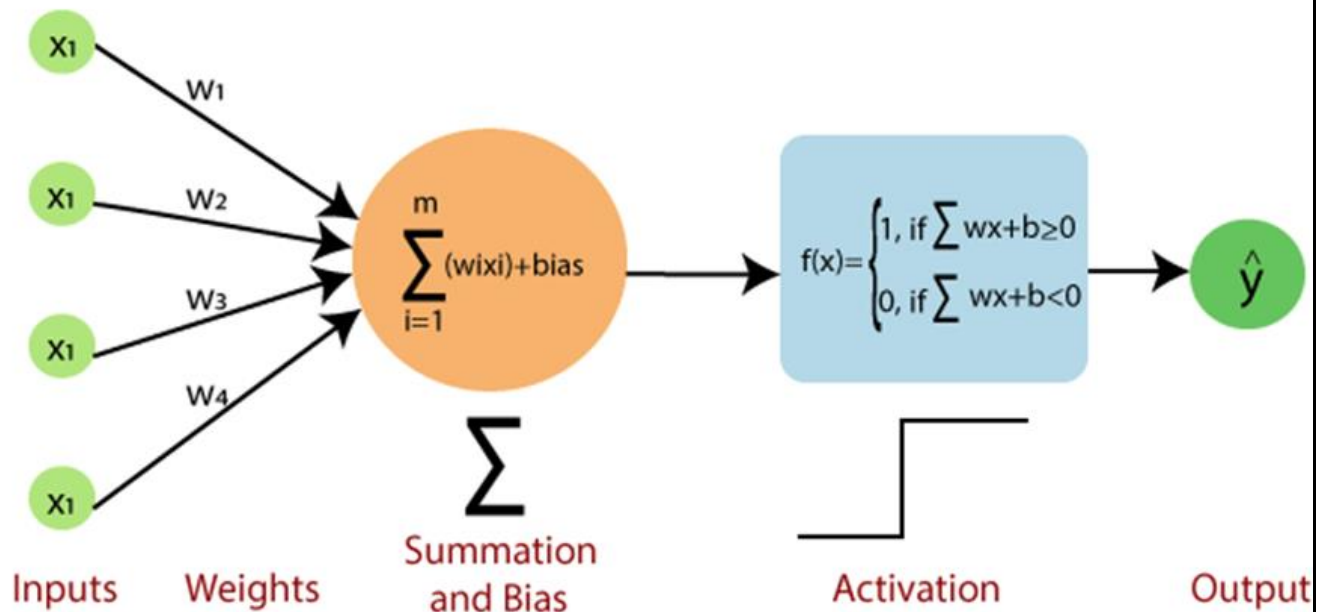 x1
w1
x1
w2
x1
w3
x1
w4
m
∑(wixi)+bias
i=1
f(x)={1, if ∑ wx+b≥0
0, if ∑ wx+b<0
ŷ
∑
Inputs
Weights
Summation
and Bias
Activation
Output